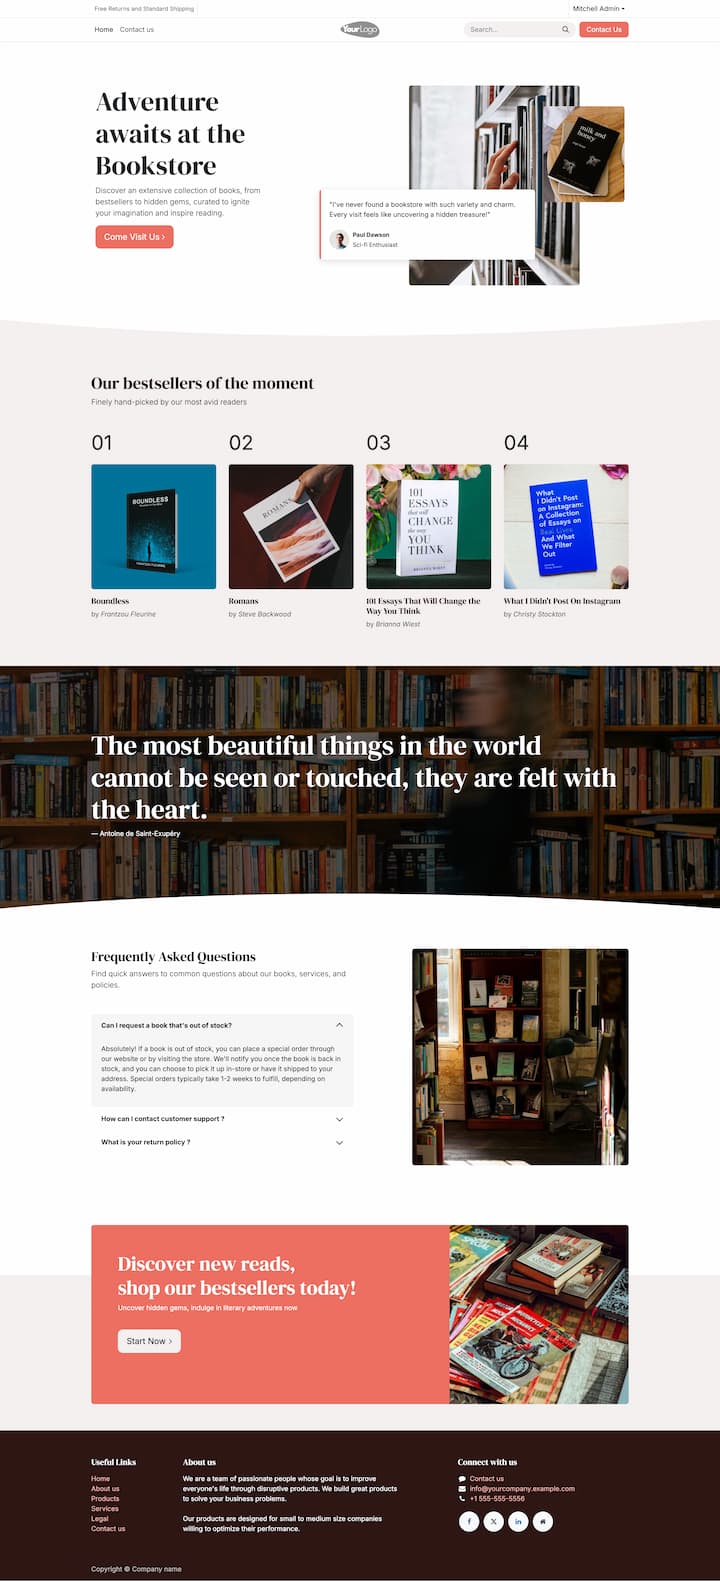 Free Returns and Standard Shipping
Mitchell Admin
Home
Contact us
YourLogo
Search...
Contact Us
Adventure
awaits at the
Bookstore
Discover an extensive collection of books, from
bestsellers to hidden gems, curated to ignite
your imagination and inspire reading.
Come Visit Us ›
milk and
honey
"I've never found a bookstore with such variety and charm.
Every visit feels like uncovering a hidden treasure!"
Paul Dawson
Sci-fi Enthusiast
Our bestsellers of the moment
Finely hand-picked by our most avid readers
01
02
03
04
BOUNDLESS
FRANTZOU FLEURINE
ROMANS
101
ESSAYS
that will
CHANGE
the way
YOU
THINK
BRIANNA WIEST
What
I Didn't Post
on Instagram:
A Collection
of Essays on
Real Lives
And What
We Filter
Out
Boundless
by Frantzou Fleurine
Romans
by Steve Backwood
101 Essays That Will Change the
Way You Think
by Brianna Wiest
What I Didn't Post On Instagram
by Christy Stockton
The most beautiful things in the world
cannot be seen or touched, they are felt with
the heart.
— Antoine de Saint-Exupéry
Frequently Asked Questions
Find quick answers to common questions about our books, services, and
policies.
Can I request a book that's out of stock?
Absolutely! If a book is out of stock, you can place a special order through
our website or by visiting the store. We'll notify you once the book is back in
stock, and you can choose to pick it up in-store or have it shipped to your
address. Special orders typically take 1-2 weeks to fulfill, depending on
availability.
How can I contact customer support ?
What is your return policy ?
Discover new reads,
shop our bestsellers today!
Uncover hidden gems, indulge in literary adventures now
Start Now ›
Useful Links
Home
About us
Products
Services
Legal
Contact us
About us
We are a team of passionate people whose goal is to improve
everyone's life through disruptive products. We build great products
to solve your business problems.
Our products are designed for small to medium size companies
willing to optimize their performance.
Connect with us
Contact us
info@yourcompany.example.com
+1 555-555-5556
Copyright © Company name